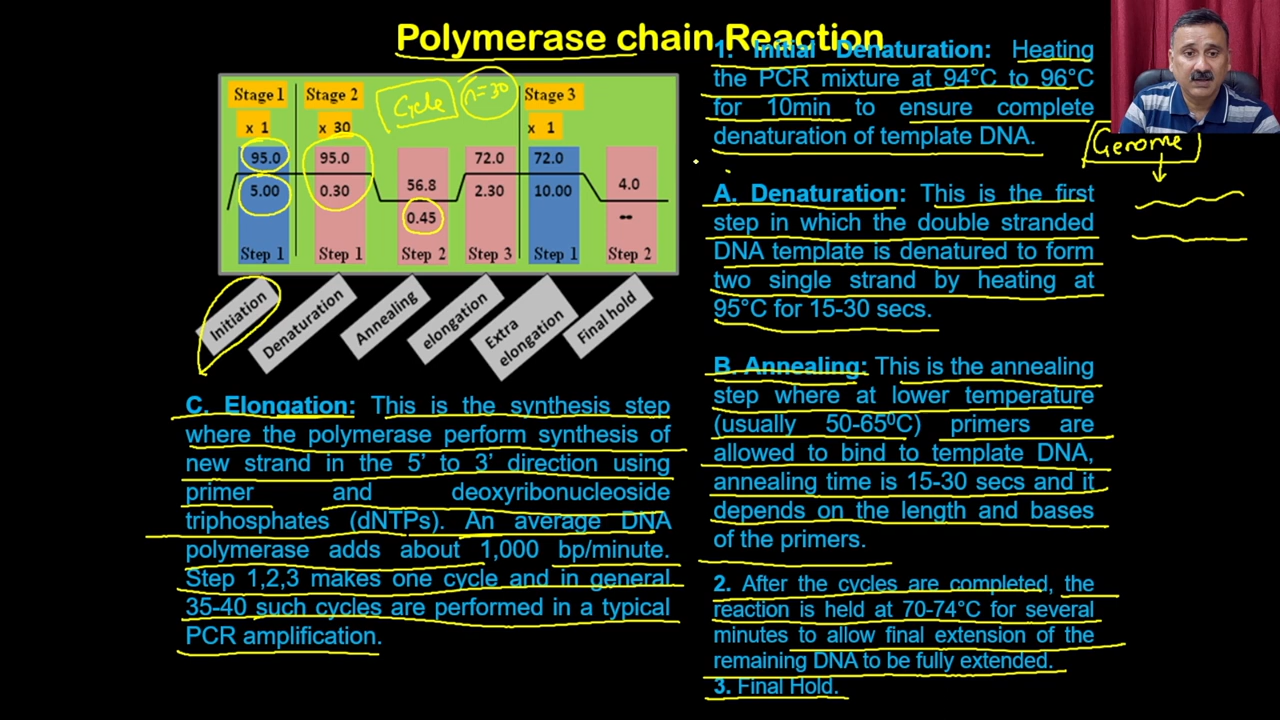 Polymerase chain Reaction
Stage 1
x 1
95.0
5.00
Step 1
Stage 2
x 30
95.0
0.30
Step 1
Cycle
n=30
56.8
0.45
Step 2
72.0
2.30
Step 3
Stage 3
x 1
72.0
10.00
Step 1
4.0
∞
Step 2
Initiation
Denaturation
Annealing
elongation
Extra
elongation
Final hold
C. Elongation: This is the synthesis step
where the polymerase perform synthesis of
new strand in the 5’ to 3’ direction using
primer and deoxyribonucleoside
triphosphates (dNTPs). An average DNA
polymerase adds about 1,000 bp/minute.
Step 1,2,3 makes one cycle and in general
35-40 such cycles are performed in a typical
PCR amplification.
1. Initial Denaturation: Heating
the PCR mixture at 94°C to 96°C
for 10min to ensure complete
denaturation of template DNA.
Genome
A. Denaturation: This is the first
step in which the double stranded
DNA template is denatured to form
two single strand by heating at
95°C for 15-30 secs.
B. Annealing: This is the annealing
step where at lower temperature
(usually 50-65⁰C) primers are
allowed to bind to template DNA,
annealing time is 15-30 secs and it
depends on the length and bases
of the primers.
2. After the cycles are completed, the
reaction is held at 70-74°C for several
minutes to allow final extension of the
remaining DNA to be fully extended.
3. Final Hold.